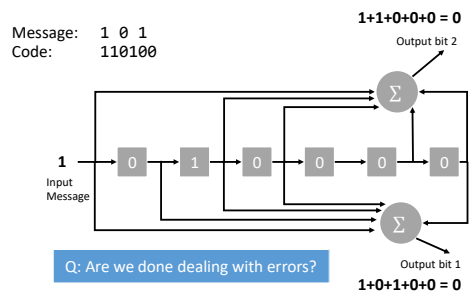 1+1+0+0+0 = 0
Message: 1 0 1
Code: 110100
Output bit 2
Σ
1 0 1 0 0 0 0
Input
Message
Σ
Q: Are we done dealing with errors?
Output bit 1
1+0+1+0+0 = 0